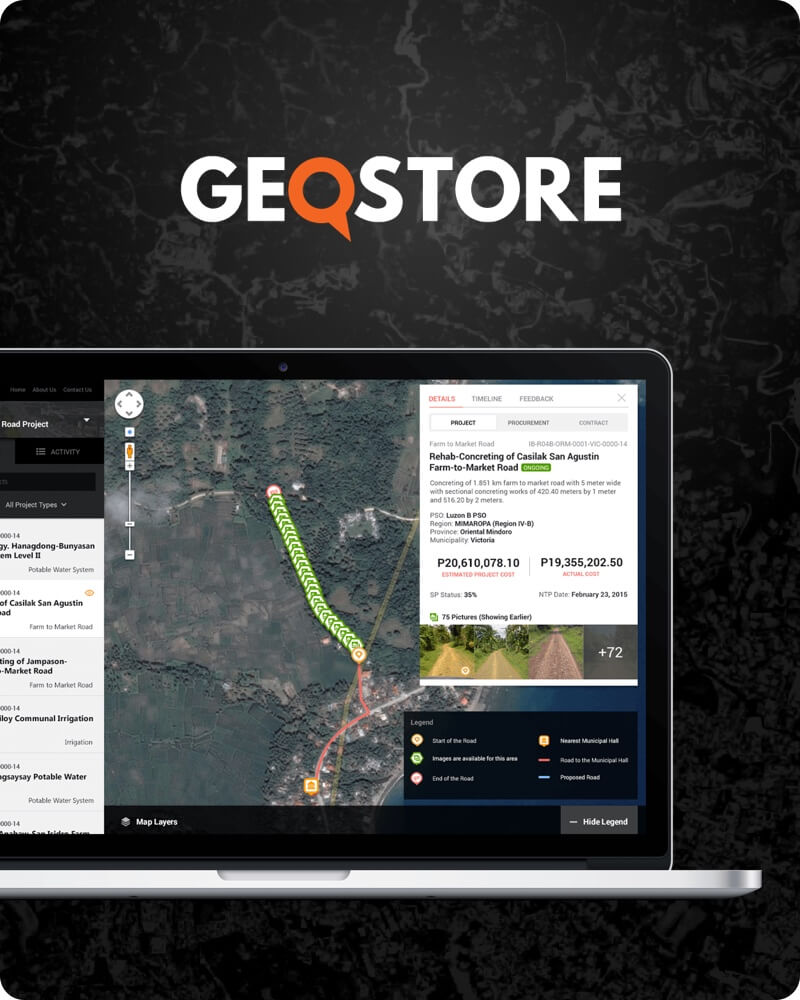 GEOSTORE
Home About Us Contact Us
Road Project
ACTIVITY
All Project Types
000-14
gy. Hanagdong-Bunyasan
em Level II
Potable Water System
000-14
of Casilak San Agustin
oad
Farm to Market Road
000-14
ting of Jampason-
o-Market Road
Farm to Market Road
000-14
iloy Communal Irrigation
Irrigation
000-14
ngsaysay Potable Water
Potable Water System
000-14
DETAILS TIMELINE FEEDBACK
PROJECT PROCUREMENT CONTRACT
Farm to Market Road IB-R04B-ORM-0001-VIC-0000-14
Rehab-Concreting of Casilak San Agustin
Farm-to-Market Road ONGOING
Concreting of 1.851 km farm to market road with 5 meter wide
with sectional concreting works of 420.40 meters by 1 meter
and 516.20 by 2 meters.
PSO: Luzon B PSO
Region: MIMAROPA (Region IV-B)
Province: Oriental Mindoro
Municipality: Victoria
P20,610,078.10 P19,355,202.50
ESTIMATED PROJECT COST ACTUAL COST
SP Status: 35% NTP Date: February 23, 2015
75 Pictures (Showing Earlier)
+72
Legend
Start of the Road Nearest Municipal Hall
Images are available for this area Road to the Municipal Hall
End of the Road Proposed Road
Map Layers
Hide Legend